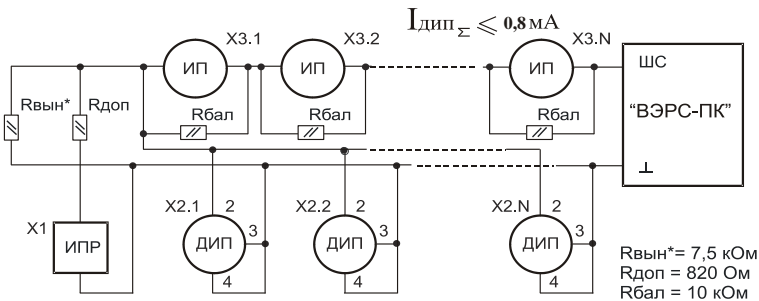 Iдип Σ ⩽ 0,8 мА
X3.1
X3.2
X3.N
ИП
ИП
ИП
ШС
Rвын*
Rдоп
Rбал
Rбал
Rбал
“ВЭРС-ПК”
⊥
X2.1
2
X2.2
2
X2.N
2
X1
ИПР
ДИП
3
ДИП
3
ДИП
3
4
4
4
Rвын*= 7,5 кОм
Rдоп = 820 Ом
Rбал = 10 кОм